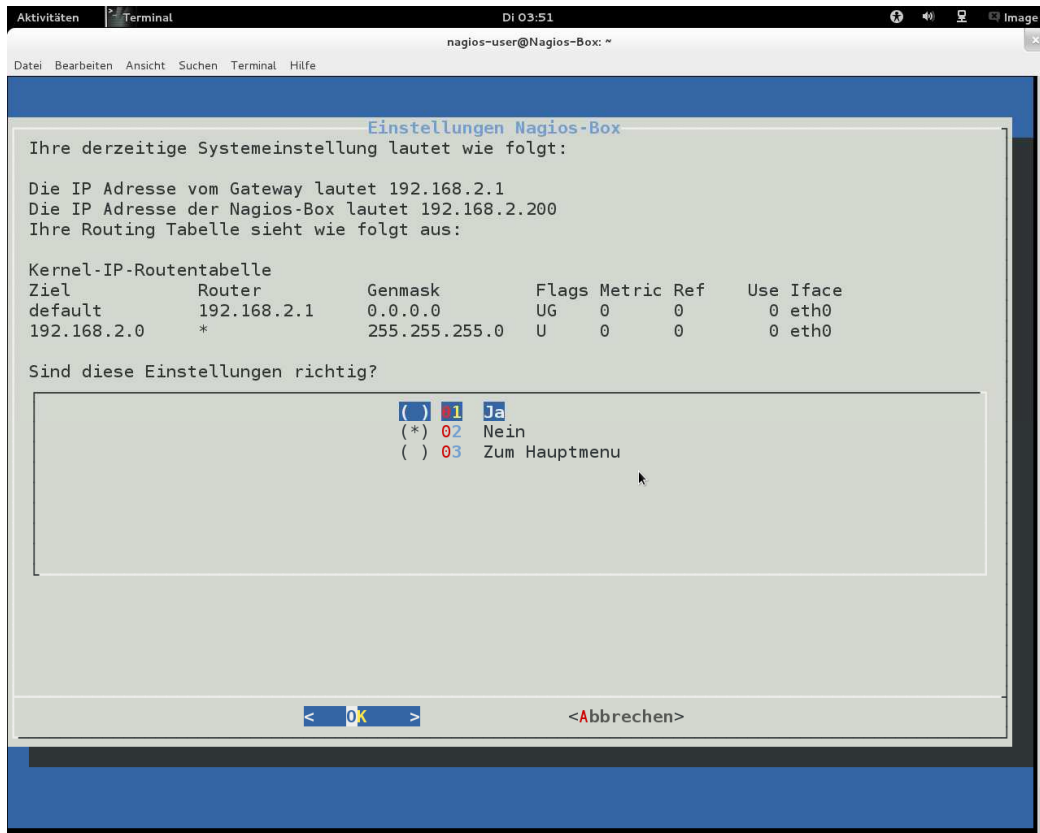 Aktivitäten Terminal Di 03:51 Image
nagios-user@Nagios-Box: ~
Datei Bearbeiten Ansicht Suchen Terminal Hilfe
Einstellungen Nagios-Box
Ihre derzeitige Systemeinstellung lautet wie folgt:
Die IP Adresse vom Gateway lautet 192.168.2.1
Die IP Adresse der Nagios-Box lautet 192.168.2.200
Ihre Routing Tabelle sieht wie folgt aus:
Kernel-IP-Routentabelle
Ziel Router Genmask Flags Metric Ref Use Iface
default 192.168.2.1 0.0.0.0 UG 0 0 0 eth0
192.168.2.0 * 255.255.255.0 U 0 0 0 eth0
Sind diese Einstellungen richtig?
( ) 01 Ja
(*) 02 Nein
( ) 03 Zum Hauptmenu
< OK > <Abbrechen>